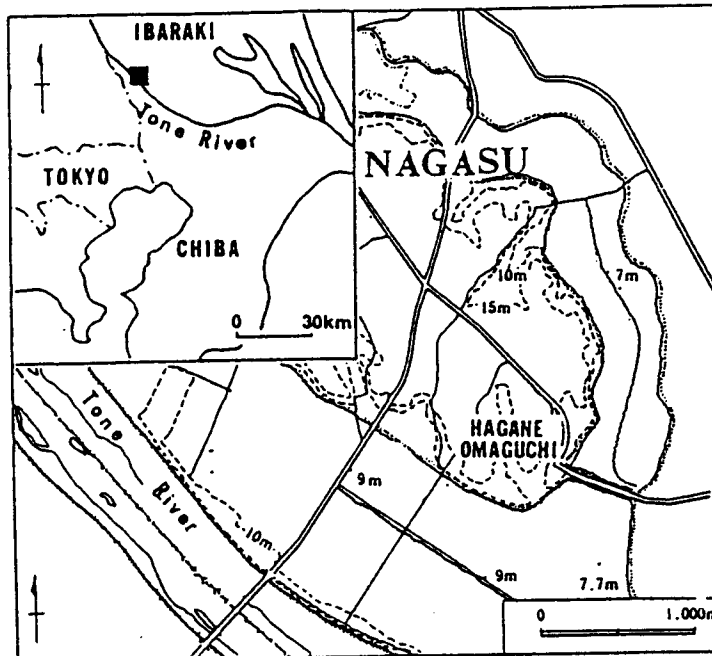 IBARAKI
Tone River
TOKYO
CHIBA
0 30km
NAGASU
10m
7m
15m
HAGANE
OMAGUCHI
Tone
River
9m
10m
9m
7.7m
0 1.000m